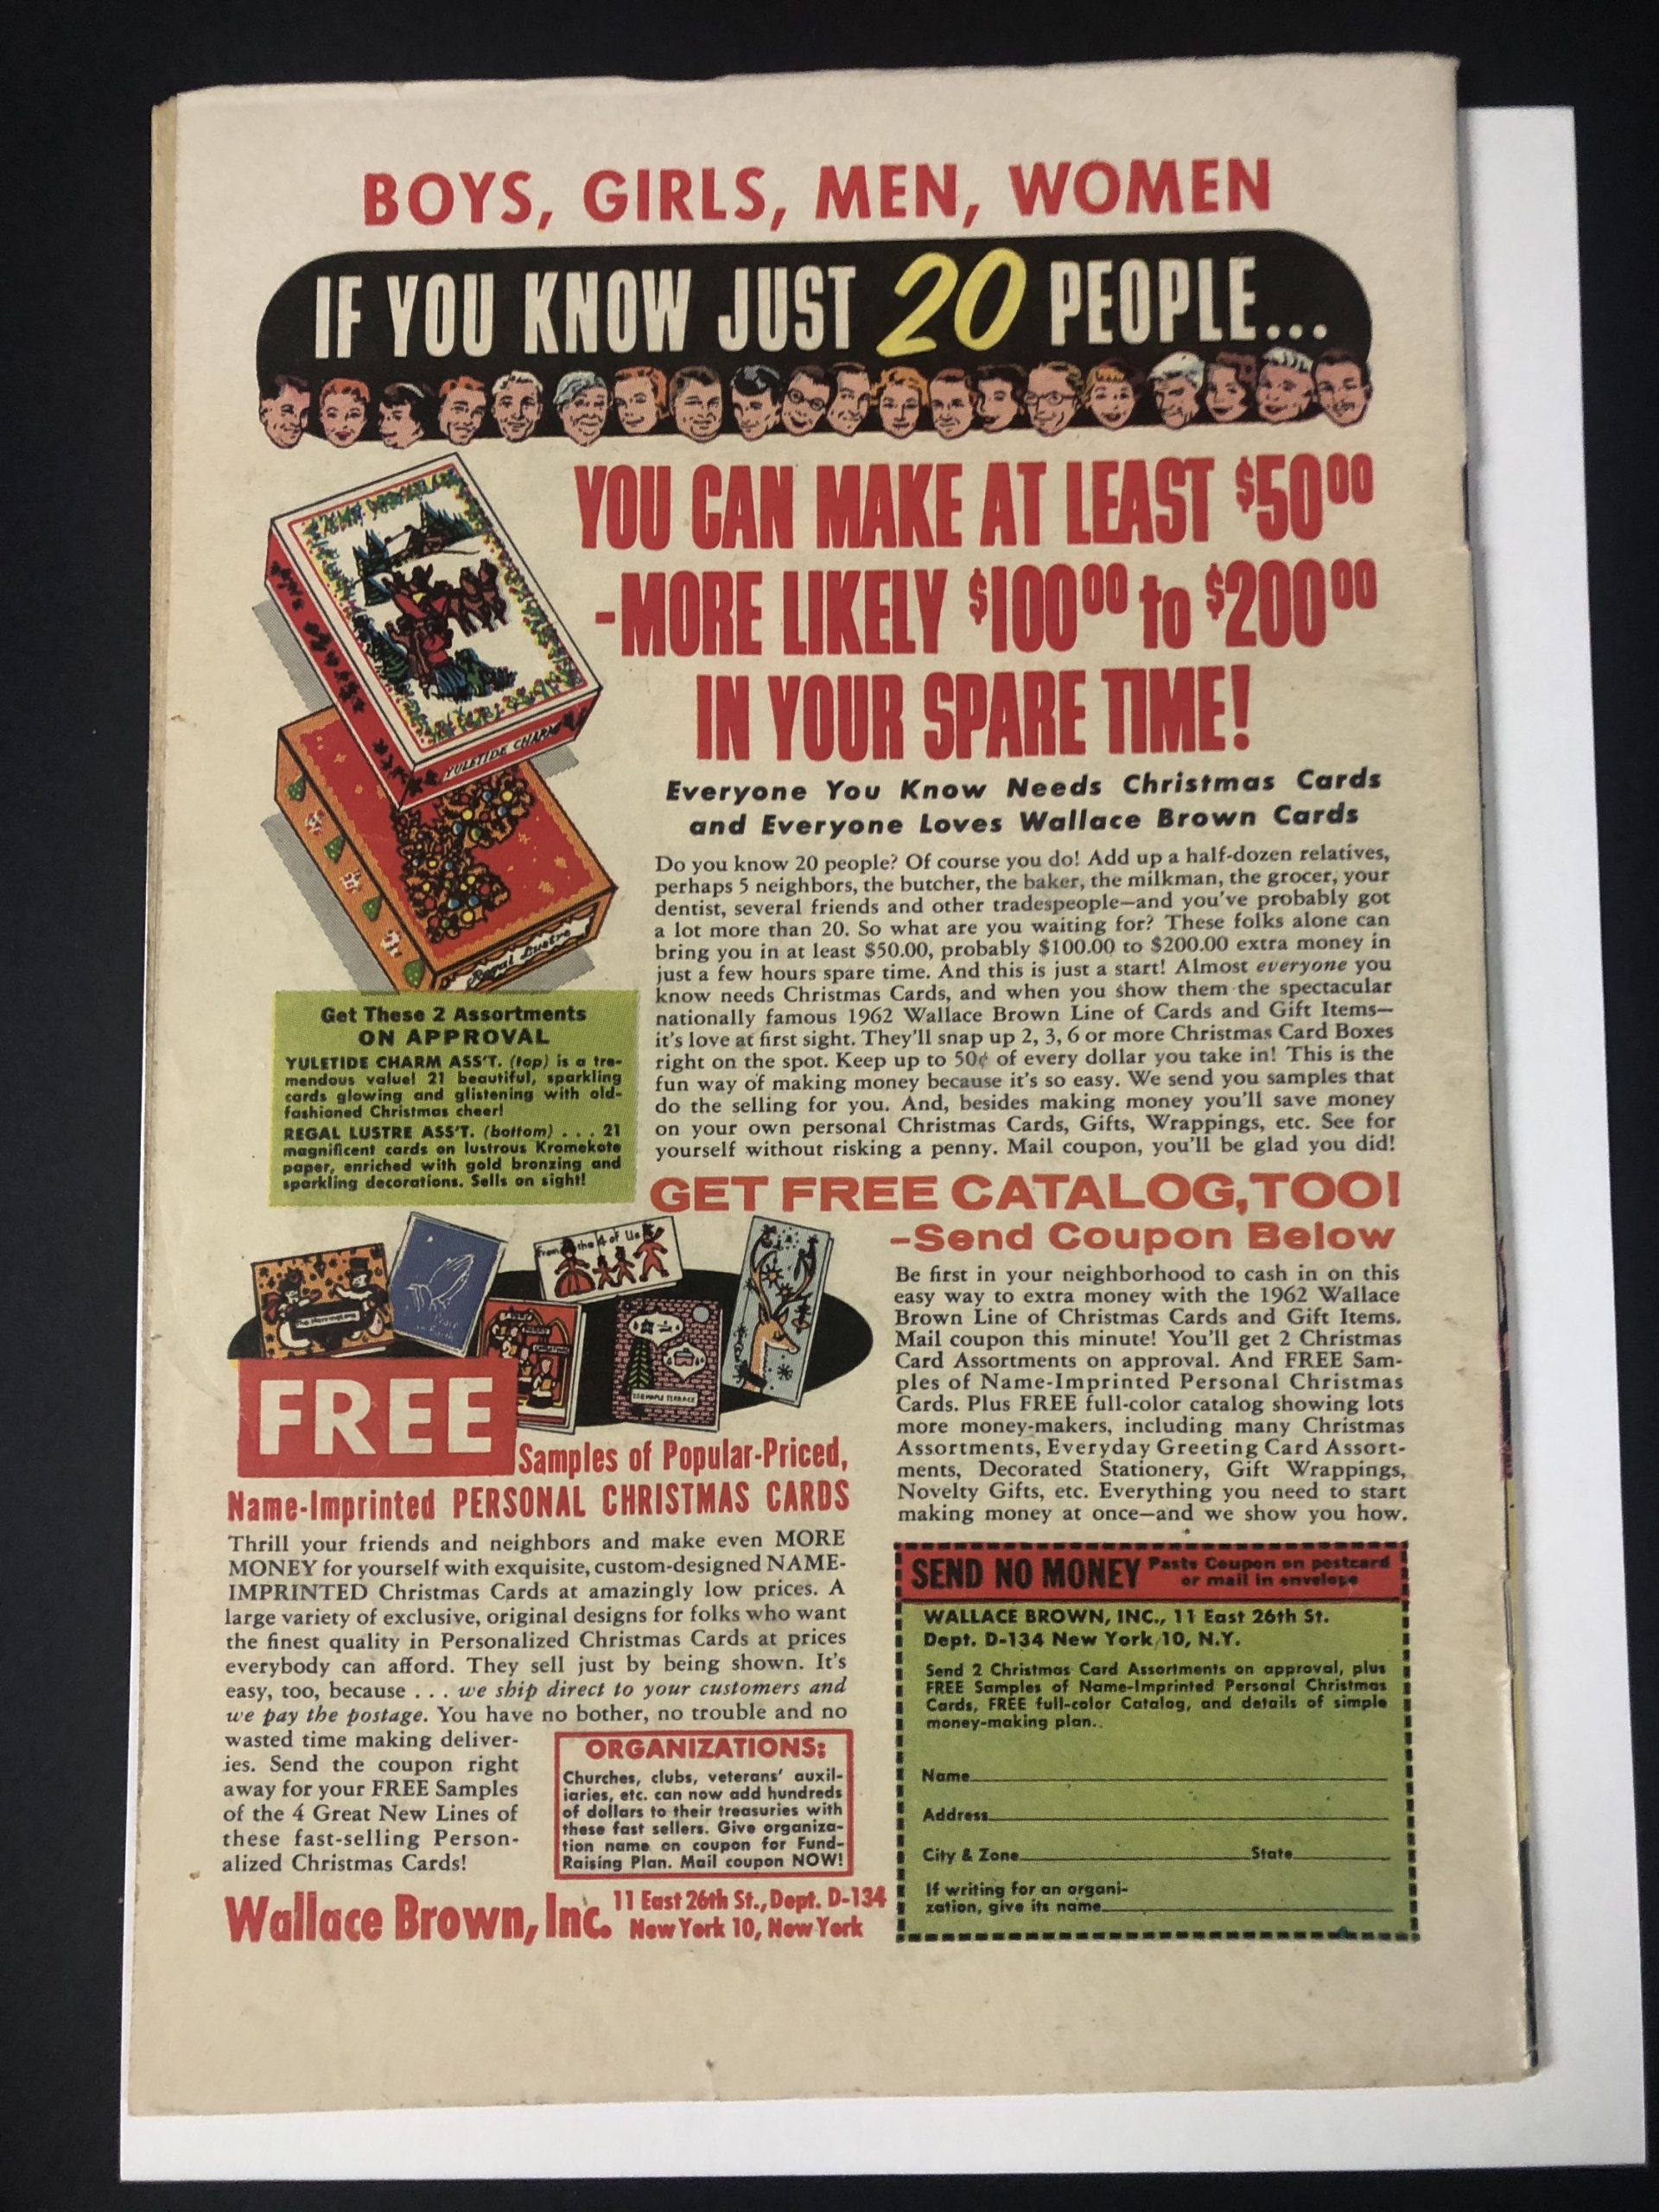 BOYS, GIRLS, MEN, WOMEN
IF YOU KNOW JUST 20 PEOPLE...
YOU CAN MAKE AT LEAST $50.00
-MORE LIKELY $100.00 to $200.00
IN YOUR SPARE TIME!
Everyone You Know Needs Christmas Cards
and Everyone Loves Wallace Brown Cards
Do you know 20 people? Of course you do! Add up a half-dozen relatives,
perhaps 5 neighbors, the butcher, the baker, the milkman, the grocer, your
dentist, several friends and other tradespeople—and you've probably got
a lot more than 20. So what are you waiting for? These folks alone can
bring you in at least $50.00, probably $100.00 to $200.00 extra money in
just a few hours spare time. And this is just a start! Almost everyone you
know needs Christmas Cards, and when you show them the spectacular
nationally famous 1962 Wallace Brown Line of Cards and Gift Items—
it's love at first sight. They'll snap up 2, 3, 6 or more Christmas Card Boxes
right on the spot. Keep up to 50¢ of every dollar you take in! This is the
fun way of making money because it's so easy. We send you samples that
do the selling for you. And, besides making money you'll save money
on your own personal Christmas Cards, Gifts, Wrappings, etc. See for
yourself without risking a penny. Mail coupon, you'll be glad you did!
YULETIDE CHARM
Regal Lustre
Get These 2 Assortments
ON APPROVAL
YULETIDE CHARM ASS'T. (top) is a tre-
mendous value! 21 beautiful, sparkling
cards glowing and glistening with old-
fashioned Christmas cheer!
REGAL LUSTRE ASS'T. (bottom) . . . 21
magnificent cards on lustrous Kromekote
paper, enriched with gold bronzing and
sparkling decorations. Sells on sight!
GET FREE CATALOG, TOO!
-Send Coupon Below
Be first in your neighborhood to cash in on this
easy way to extra money with the 1962 Wallace
Brown Line of Christmas Cards and Gift Items.
Mail coupon this minute! You'll get 2 Christmas
Card Assortments on approval. And FREE Sam-
ples of Name-Imprinted Personal Christmas
Cards. Plus FREE full-color catalog showing lots
more money-makers, including many Christmas
Assortments, Everyday Greeting Card Assort-
ments, Decorated Stationery, Gift Wrappings,
Novelty Gifts, etc. Everything you need to start
making money at once—and we show you how.
The Harringtons
Peace on Earth
From the 4 of Us
FREE
Samples of Popular-Priced,
Name-Imprinted PERSONAL CHRISTMAS CARDS
Thrill your friends and neighbors and make even MORE
MONEY for yourself with exquisite, custom-designed NAME-
IMPRINTED Christmas Cards at amazingly low prices. A
large variety of exclusive, original designs for folks who want
the finest quality in Personalized Christmas Cards at prices
everybody can afford. They sell just by being shown. It's
easy, too, because . . . we ship direct to your customers and
we pay the postage. You have no bother, no trouble and no
wasted time making deliver-
ies. Send the coupon right
away for your FREE Samples
of the 4 Great New Lines of
these fast-selling Person-
alized Christmas Cards!
ORGANIZATIONS:
Churches, clubs, veterans' auxil-
iaries, etc. can now add hundreds
of dollars to their treasuries with
these fast sellers. Give organiza-
tion name on coupon for Fund-
Raising Plan. Mail coupon NOW!
Wallace Brown, Inc.
11 East 26th St., Dept. D-134
New York 10, New York
SEND NO MONEY
Paste Coupon on postcard
or mail in envelope
WALLACE BROWN, INC., 11 East 26th St.
Dept. D-134 New York 10, N.Y.
Send 2 Christmas Card Assortments on approval, plus
FREE Samples of Name-Imprinted Personal Christmas
Cards, FREE full-color Catalog, and details of simple
money-making plan.
Name
Address
City & Zone State
If writing for an organi-
zation, give its name